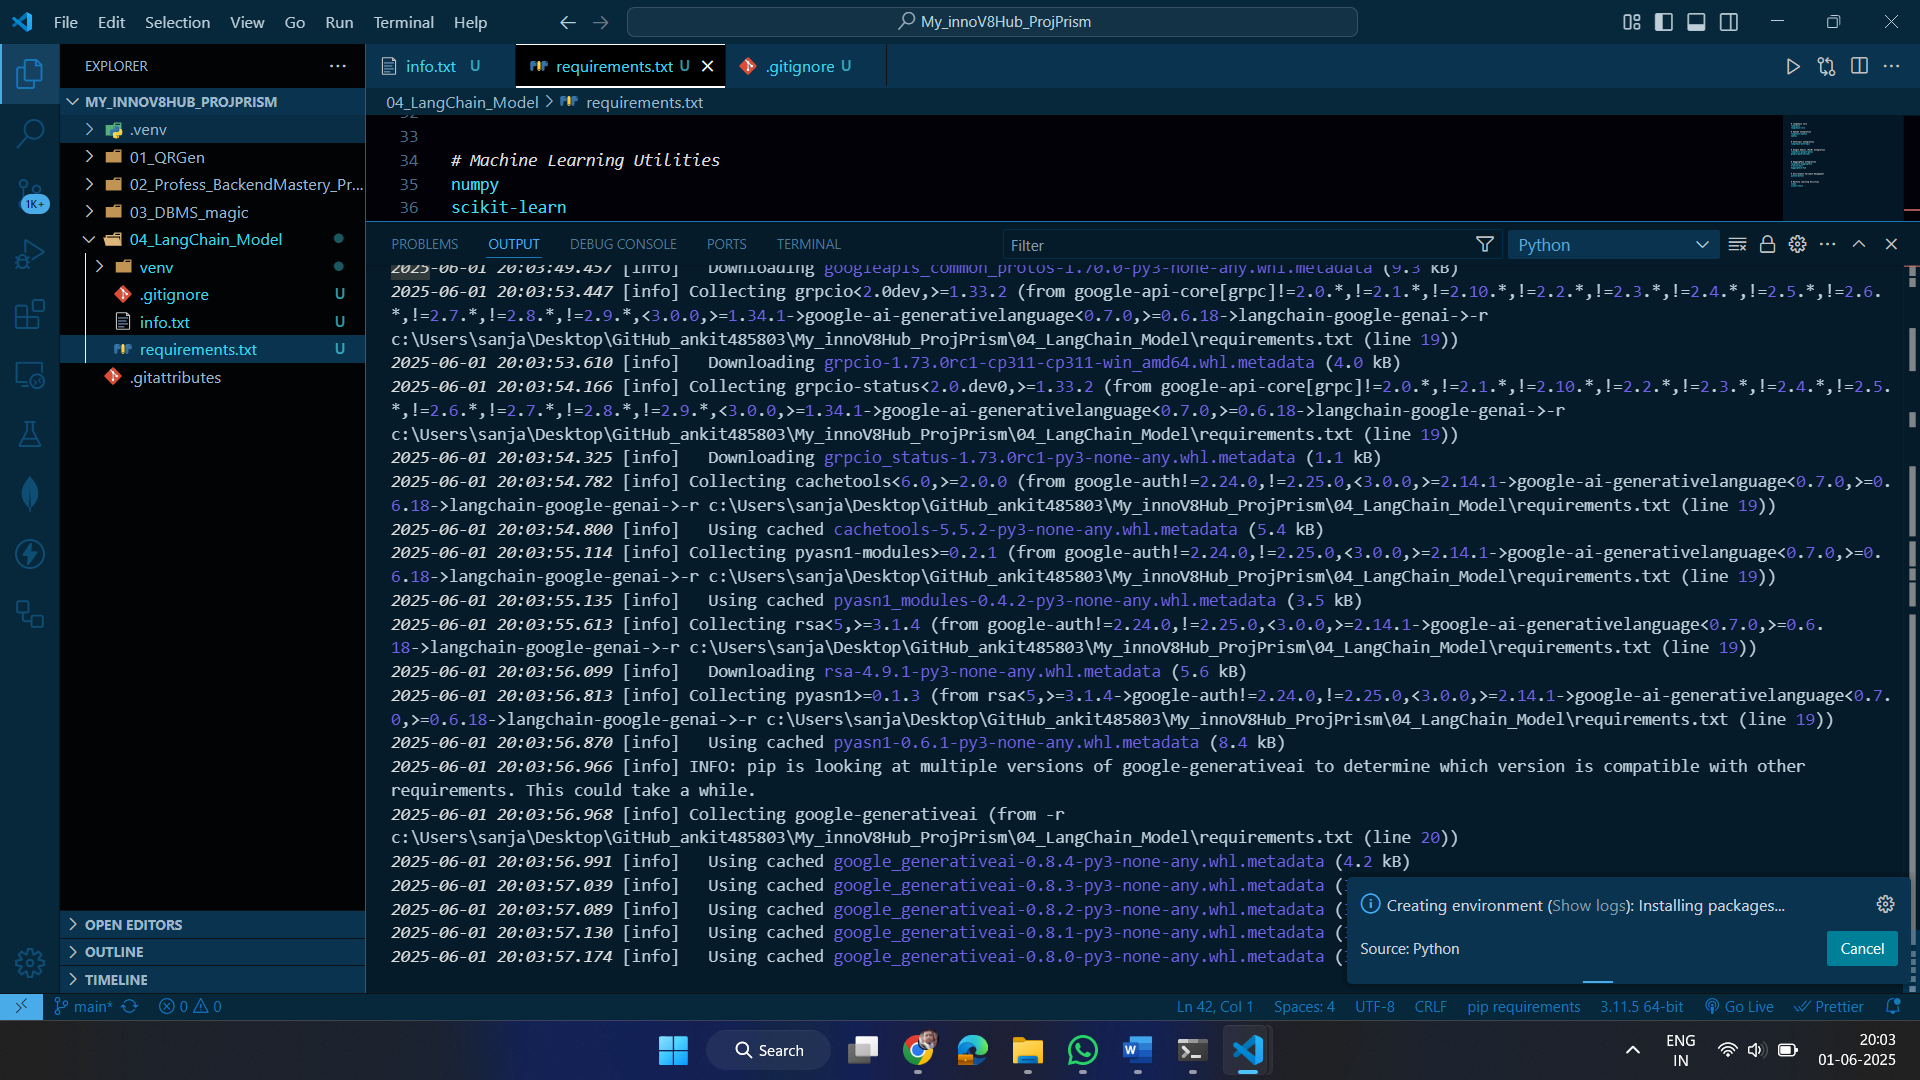 File Edit Selection View Go Run Terminal Help
My_innoV8Hub_ProjPrism
EXPLORER
MY_INNOV8HUB_PROJPRISM
.venv
01_QRGen
02_Profess_BackendMastery_Pr...
03_DBMS_magic
04_LangChain_Model
venv
.gitignore U
info.txt U
requirements.txt U
.gitattributes
OPEN EDITORS
OUTLINE
TIMELINE
1K+
info.txt U
requirements.txt U
.gitignore U
04_LangChain_Model > requirements.txt
32
33
34 # Machine Learning Utilities
35 numpy
36 scikit-learn
PROBLEMS OUTPUT DEBUG CONSOLE PORTS TERMINAL
Filter
Python
2025-06-01 20:03:49.457 [info]   Downloading googleapis_common_protos-1.70.0-py3-none-any.whl.metadata (9.3 kB)
2025-06-01 20:03:53.447 [info] Collecting grpcio<2.0dev,>=1.33.2 (from google-api-core[grpc]!=2.0.*,!=2.1.*,!=2.10.*,!=2.2.*,!=2.3.*,!=2.4.*,!=2.5.*,!=2.6.
*,!=2.7.*,!=2.8.*,!=2.9.*,<3.0.0,>=1.34.1->google-ai-generativelanguage<0.7.0,>=0.6.18->langchain-google-genai->-r
c:\Users\sanja\Desktop\GitHub_ankit485803\My_innoV8Hub_ProjPrism\04_LangChain_Model\requirements.txt (line 19))
2025-06-01 20:03:53.610 [info]   Downloading grpcio-1.73.0rc1-cp311-cp311-win_amd64.whl.metadata (4.0 kB)
2025-06-01 20:03:54.166 [info] Collecting grpcio-status<2.0.dev0,>=1.33.2 (from google-api-core[grpc]!=2.0.*,!=2.1.*,!=2.10.*,!=2.2.*,!=2.3.*,!=2.4.*,!=2.5.
*,!=2.6.*,!=2.7.*,!=2.8.*,!=2.9.*,<3.0.0,>=1.34.1->google-ai-generativelanguage<0.7.0,>=0.6.18->langchain-google-genai->-r
c:\Users\sanja\Desktop\GitHub_ankit485803\My_innoV8Hub_ProjPrism\04_LangChain_Model\requirements.txt (line 19))
2025-06-01 20:03:54.325 [info]   Downloading grpcio_status-1.73.0rc1-py3-none-any.whl.metadata (1.1 kB)
2025-06-01 20:03:54.782 [info] Collecting cachetools<6.0,>=2.0.0 (from google-auth!=2.24.0,!=2.25.0,<3.0.0,>=2.14.1->google-ai-generativelanguage<0.7.0,>=0.
6.18->langchain-google-genai->-r c:\Users\sanja\Desktop\GitHub_ankit485803\My_innoV8Hub_ProjPrism\04_LangChain_Model\requirements.txt (line 19))
2025-06-01 20:03:54.800 [info]   Using cached cachetools-5.5.2-py3-none-any.whl.metadata (5.4 kB)
2025-06-01 20:03:55.114 [info] Collecting pyasn1-modules>=0.2.1 (from google-auth!=2.24.0,!=2.25.0,<3.0.0,>=2.14.1->google-ai-generativelanguage<0.7.0,>=0.
6.18->langchain-google-genai->-r c:\Users\sanja\Desktop\GitHub_ankit485803\My_innoV8Hub_ProjPrism\04_LangChain_Model\requirements.txt (line 19))
2025-06-01 20:03:55.135 [info]   Using cached pyasn1_modules-0.4.2-py3-none-any.whl.metadata (3.5 kB)
2025-06-01 20:03:55.613 [info] Collecting rsa<5,>=3.1.4 (from google-auth!=2.24.0,!=2.25.0,<3.0.0,>=2.14.1->google-ai-generativelanguage<0.7.0,>=0.6.
18->langchain-google-genai->-r c:\Users\sanja\Desktop\GitHub_ankit485803\My_innoV8Hub_ProjPrism\04_LangChain_Model\requirements.txt (line 19))
2025-06-01 20:03:56.099 [info]   Downloading rsa-4.9.1-py3-none-any.whl.metadata (5.6 kB)
2025-06-01 20:03:56.813 [info] Collecting pyasn1>=0.1.3 (from rsa<5,>=3.1.4->google-auth!=2.24.0,!=2.25.0,<3.0.0,>=2.14.1->google-ai-generativelanguage<0.7.
0,>=0.6.18->langchain-google-genai->-r c:\Users\sanja\Desktop\GitHub_ankit485803\My_innoV8Hub_ProjPrism\04_LangChain_Model\requirements.txt (line 19))
2025-06-01 20:03:56.870 [info]   Using cached pyasn1-0.6.1-py3-none-any.whl.metadata (8.4 kB)
2025-06-01 20:03:56.966 [info] INFO: pip is looking at multiple versions of google-generativeai to determine which version is compatible with other
requirements. This could take a while.
2025-06-01 20:03:56.968 [info] Collecting google-generativeai (from -r
c:\Users\sanja\Desktop\GitHub_ankit485803\My_innoV8Hub_ProjPrism\04_LangChain_Model\requirements.txt (line 20))
2025-06-01 20:03:56.991 [info]   Using cached google_generativeai-0.8.4-py3-none-any.whl.metadata (4.2 kB)
2025-06-01 20:03:57.039 [info]   Using cached google_generativeai-0.8.3-py3-none-any.whl.metadata (
2025-06-01 20:03:57.089 [info]   Using cached google_generativeai-0.8.2-py3-none-any.whl.metadata (
2025-06-01 20:03:57.130 [info]   Using cached google_generativeai-0.8.1-py3-none-any.whl.metadata (
2025-06-01 20:03:57.174 [info]   Using cached google_generativeai-0.8.0-py3-none-any.whl.metadata (
Creating environment (Show logs): Installing packages...
Source: Python
Cancel
main* 0 0
Ln 42, Col 1 Spaces: 4 UTF-8 CRLF pip requirements 3.11.5 64-bit Go Live Prettier
Search
ENG
IN
20:03
01-06-2025